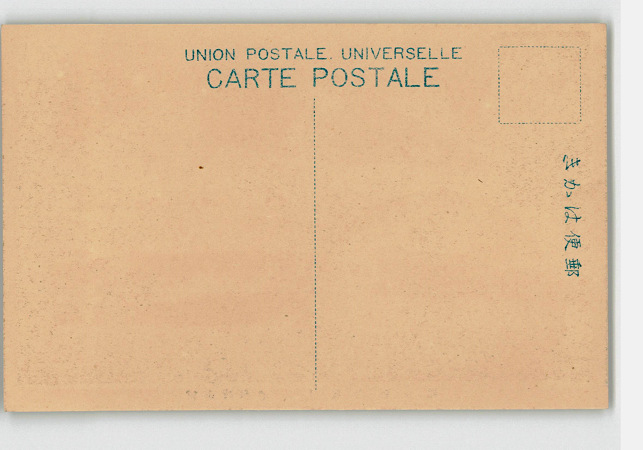 UNION POSTALE. UNIVERSELLE
CARTE POSTALE
きかは便郵